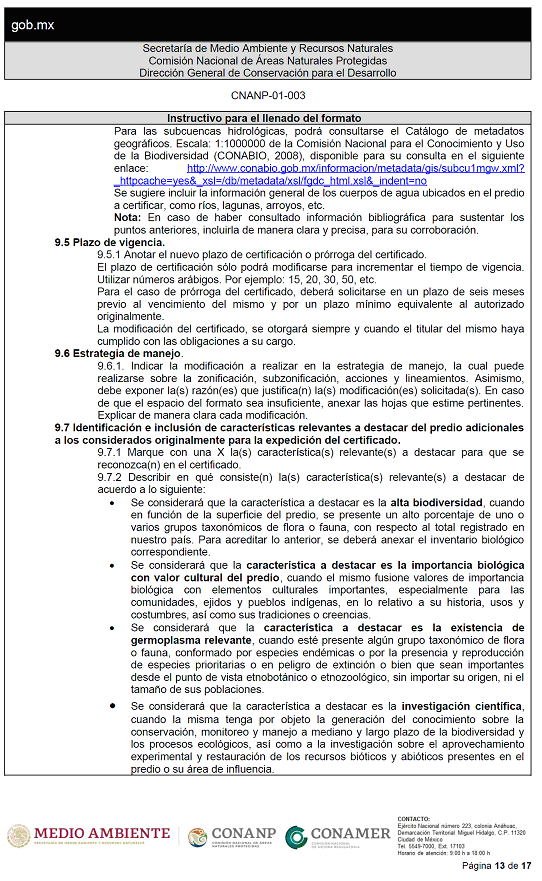 gob.mx
Secretaría de Medio Ambiente y Recursos Naturales
Comisión Nacional de Áreas Naturales Protegidas
Dirección General de Conservación para el Desarrollo
CNANP-01-003
Instructivo para el llenado del formato
Para las subcuencas hidrológicas, podrá consultarse el Catálogo de metadatos
geográficos. Escala: 1:1000000 de la Comisión Nacional para el Conocimiento y Uso
de la Biodiversidad (CONABIO, 2008), disponible para su consulta en el siguiente
enlace: http://www.conabio.gob.mx/informacion/metadata/gis/subcu1mgw.xml?
_httpcache=yes&_xsl=/db/metadata/xsl/fgdc_html.xsl&_indent=no
Se sugiere incluir la información general de los cuerpos de agua ubicados en el predio
a certificar, como ríos, lagunas, arroyos, etc.
Nota: En caso de haber consultado información bibliográfica para sustentar los
puntos anteriores, incluirla de manera clara y precisa, para su corroboración.
9.5 Plazo de vigencia.
9.5.1 Anotar el nuevo plazo de certificación o prórroga del certificado.
El plazo de certificación sólo podrá modificarse para incrementar el tiempo de vigencia.
Utilizar números arábigos. Por ejemplo: 15, 20, 30, 50, etc.
Para el caso de prórroga del certificado, deberá solicitarse en un plazo de seis meses
previo al vencimiento del mismo y por un plazo mínimo equivalente al autorizado
originalmente.
La modificación del certificado, se otorgará siempre y cuando el titular del mismo haya
cumplido con las obligaciones a su cargo.
9.6 Estrategia de manejo.
9.6.1. Indicar la modificación a realizar en la estrategia de manejo, la cual puede
realizarse sobre la zonificación, subzonificación, acciones y lineamientos. Asimismo,
debe exponer la(s) razón(es) que justifica(n) la(s) modificación(es) solicitada(s). En caso
de que el espacio del formato sea insuficiente, anexar las hojas que estime pertinentes.
Explicar de manera clara cada modificación.
9.7 Identificación e inclusión de características relevantes a destacar del predio adicionales
a los considerados originalmente para la expedición del certificado.
9.7.1 Marque con una X la(s) característica(s) relevante(s) a destacar para que se
reconozca(n) en el certificado.
9.7.2 Describir en qué consiste(n) la(s) característica(s) relevante(s) a destacar de
acuerdo a lo siguiente:
• Se considerará que la característica a destacar es la alta biodiversidad, cuando
en función de la superficie del predio, se presente un alto porcentaje de uno o
varios grupos taxonómicos de flora o fauna, con respecto al total registrado en
nuestro país. Para acreditar lo anterior, se deberá anexar el inventario biológico
correspondiente.
• Se considerará que la característica a destacar es la importancia biológica
con valor cultural del predio, cuando el mismo fusione valores de importancia
biológica con elementos culturales importantes, especialmente para las
comunidades, ejidos y pueblos indígenas, en lo relativo a su historia, usos y
costumbres, así como sus tradiciones o creencias.
• Se considerará que la característica a destacar es la existencia de
germoplasma relevante, cuando esté presente algún grupo taxonómico de flora
o fauna, conformado por especies endémicas o por la presencia y reproducción
de especies prioritarias o en peligro de extinción o bien que sean importantes
desde el punto de vista etnobotánico o etnozoológico, sin importar su origen, ni el
tamaño de sus poblaciones.
• Se considerará que la característica a destacar es la investigación científica,
cuando la misma tenga por objeto la generación del conocimiento sobre la
conservación, monitoreo y manejo a mediano y largo plazo de la biodiversidad y
los procesos ecológicos, así como a la investigación sobre el aprovechamiento
experimental y restauración de los recursos bióticos y abióticos presentes en el
predio o su área de influencia.
MEDIO AMBIENTE
SECRETARÍA DE MEDIO AMBIENTE Y RECURSOS NATURALES
CONANP
COMISIÓN NACIONAL DE ÁREAS
NATURALES PROTEGIDAS
CONAMER
COMISIÓN NACIONAL
DE MEJORA REGULATORIA
CONTACTO:
Ejército Nacional número 223, colonia Anáhuac,
Demarcación Territorial Miguel Hidalgo, C.P. 11320
Ciudad de México
Tel. 5549-7000, Ext. 17103
Horario de atención: 9:00 h a 18:00 h
Página 13 de 17